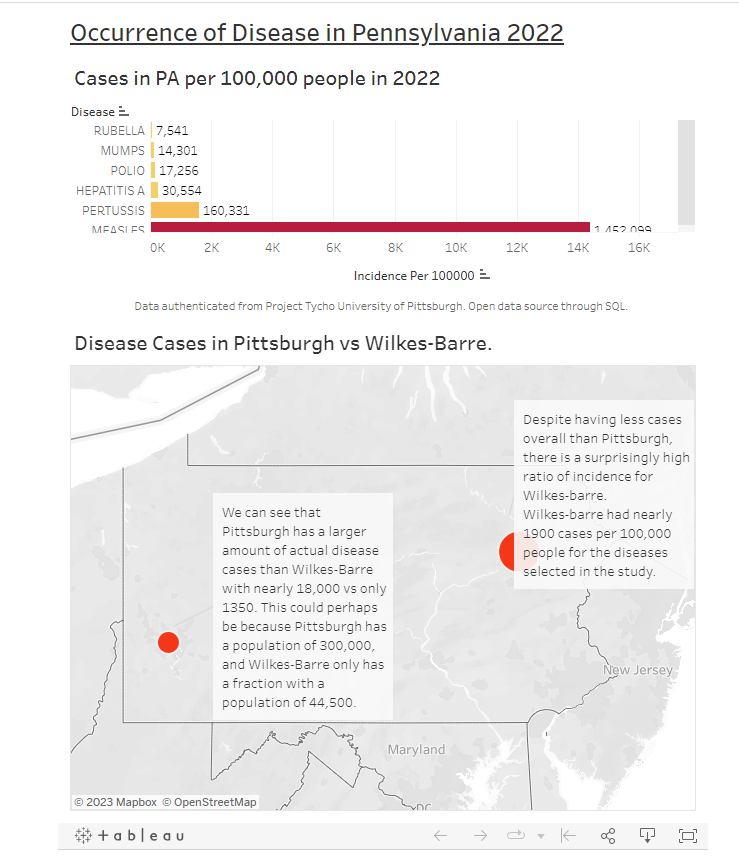 Occurrence of Disease in Pennsylvania 2022
Cases in PA per 100,000 people in 2022
Disease
RUBELLA 7,541
MUMPS 14,301
POLIO 17,256
HEPATITIS A 30,554
PERTUSSIS 160,331
MEASLES 1,452,099
0K 2K 4K 6K 8K 10K 12K 14K 16K
Incidence Per 100000
Data authenticated from Project Tycho University of Pittsburgh. Open data source through SQL.
Disease Cases in Pittsburgh vs Wilkes-Barre.
Despite having less cases
overall than Pittsburgh,
there is a surprisingly high
ratio of incidence for
Wilkes-barre.
Wilkes-barre had nearly
1900 cases per 100,000
people for the diseases
selected in the study.
We can see that
Pittsburgh has a larger
amount of actual disease
cases than Wilkes-Barre
with nearly 18,000 vs only
1350. This could perhaps
be because Pittsburgh has
a population of 300,000,
and Wilkes-Barre only has
a fraction with a
population of 44,500.
New Jersey
Maryland
DC
© 2023 Mapbox © OpenStreetMap
+ableau